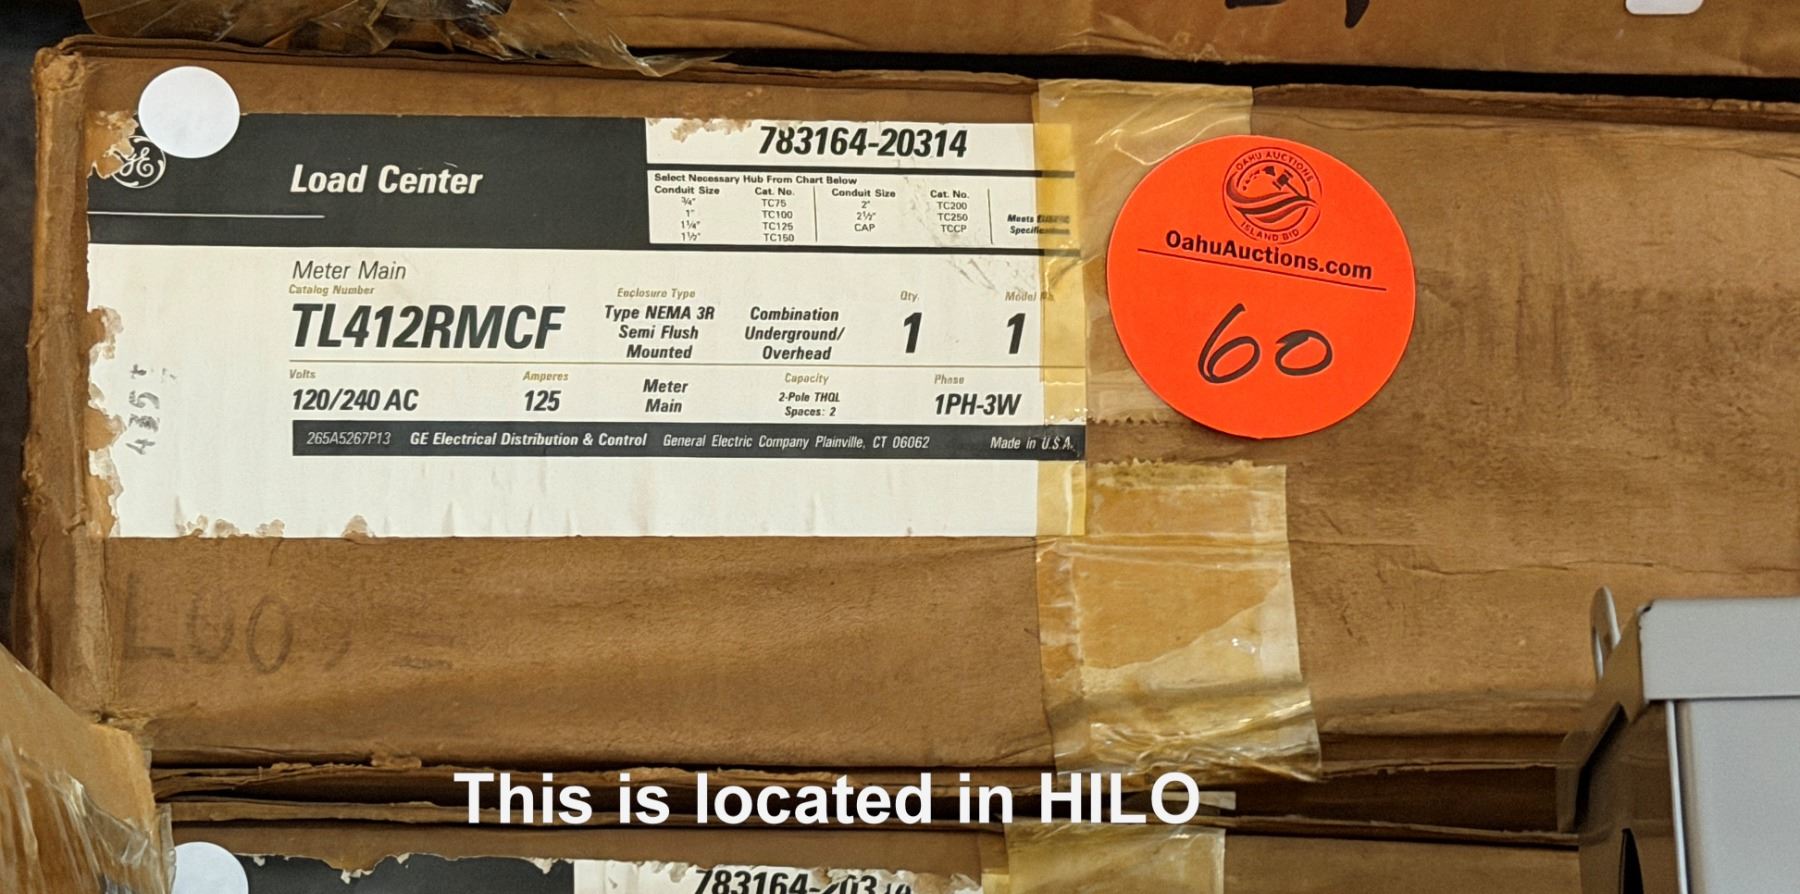 GE
Load Center
783164-20314
Select Necessary Hub From Chart Below
Conduit Size Cat. No. Conduit Size Cat. No.
3/4" TC75 2" TC200
1" TC100 2½" TC250
1¼" TC125 CAP TCCP
1½" TC150
Meets
Meter Main
Catalog Number
TL412RMCF
Enclosure Type
Type NEMA 3R
Semi Flush
Mounted
Combination
Underground/
Overhead
Qty.
1
Model
1
Volts
120/240 AC
Amperes
125
Meter
Main
Capacity
2-Pole THQL
Spaces: 2
Phase
1PH-3W
265A5267P13 GE Electrical Distribution & Control General Electric Company Plainville, CT 06062 Made in U.S.A.
OAHU AUCTIONS
ISLAND BID
OahuAuctions.com
60
This is located in HILO
783164-20314